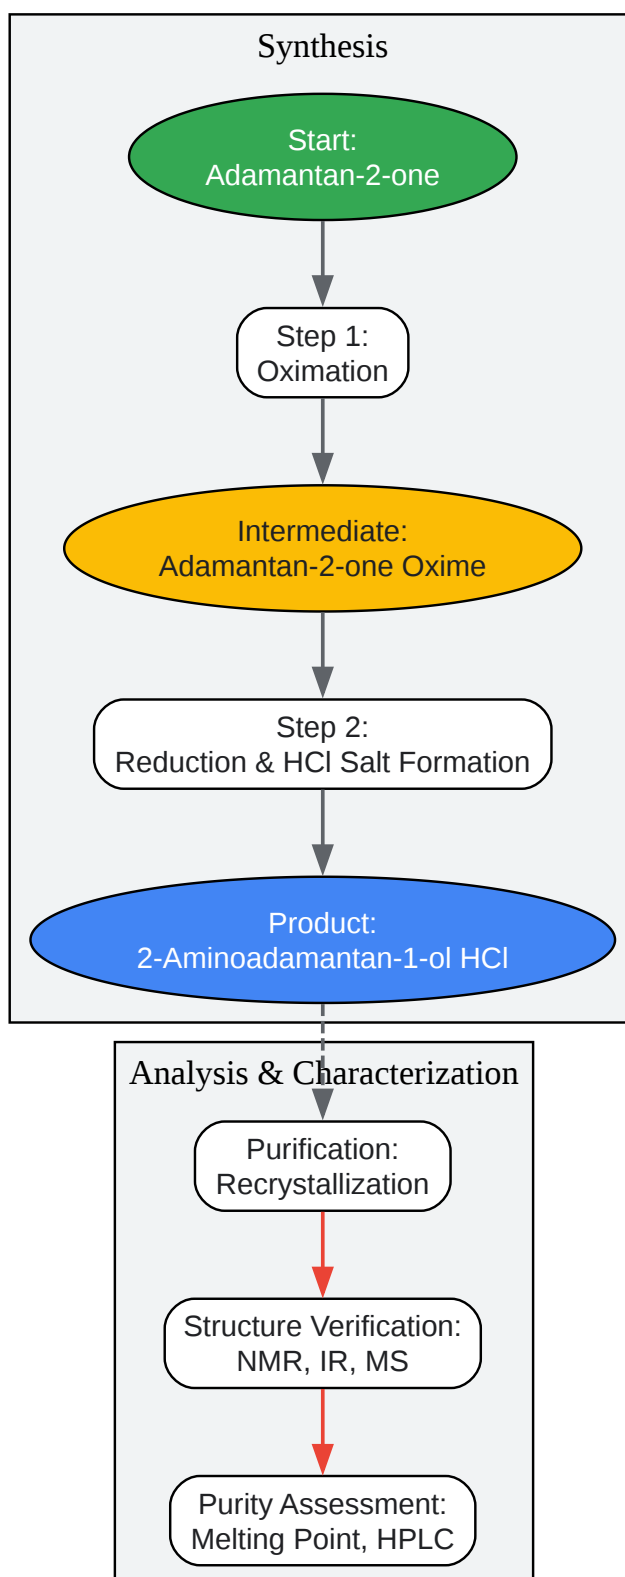 Synthesis
Start:
Adamantan-2-one
Step 1:
Oximation
Intermediate:
Adamantan-2-one Oxime
Step 2:
Reduction & HCl Salt Formation
Product:
2-Aminoadamantan-1-ol HCl
Analysis & Characterization
Purification:
Recrystallization
Structure Verification:
NMR, IR, MS
Purity Assessment:
Melting Point, HPLC